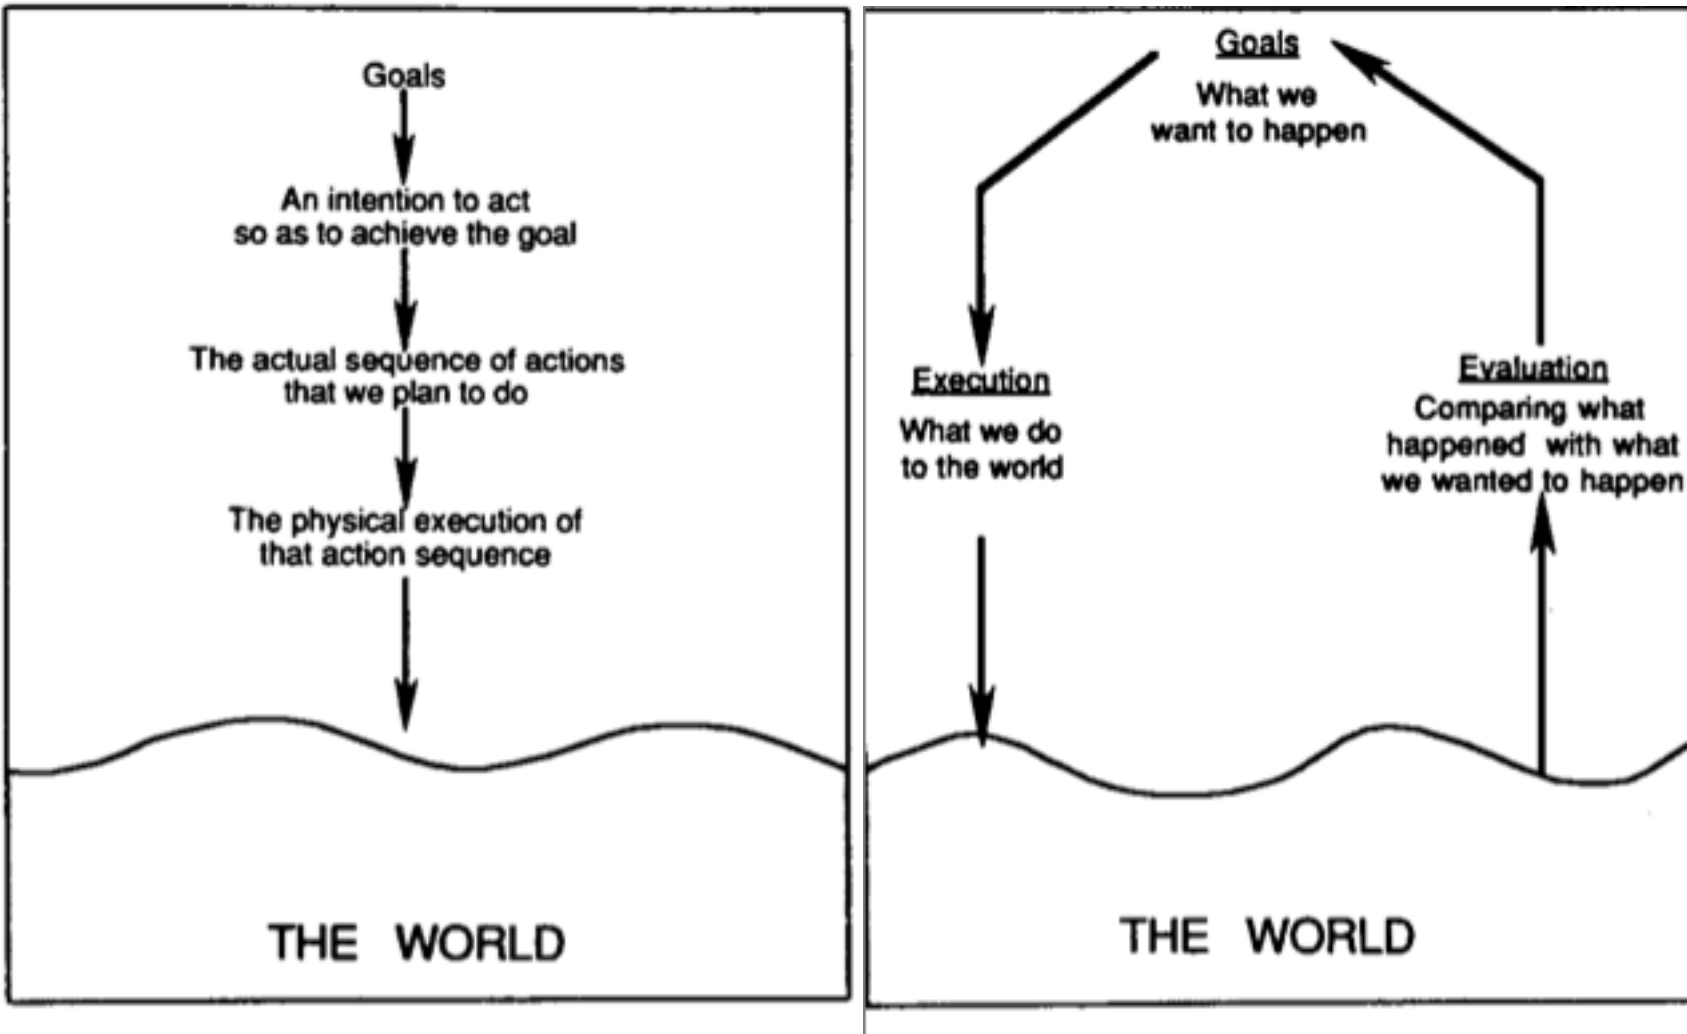 Goals
An intention to act
so as to achieve the goal
The actual sequence of actions
that we plan to do
The physical execution of
that action sequence
THE WORLD
Goals
What we
want to happen
Execution
What we do
to the world
Evaluation
Comparing what
happened with what
we wanted to happen
THE WORLD